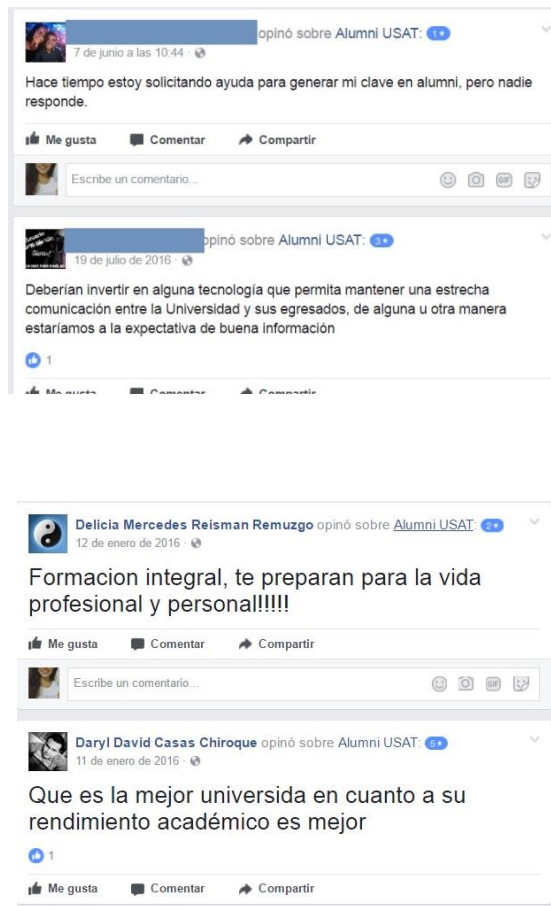 opinó sobre Alumni USAT: 1★
7 de junio a las 10:44 ·
Hace tiempo estoy solicitando ayuda para generar mi clave en alumni, pero nadie
responde.
Me gusta Comentar Compartir
Escribe un comentario... GIF
opinó sobre Alumni USAT: 3★
19 de julio de 2016 ·
Deberían invertir en alguna tecnología que permita mantener una estrecha
comunicación entre la Universidad y sus egresados, de alguna u otra manera
estaríamos a la expectativa de buena información
1
Me gusta Comentar Compartir
Delicia Mercedes Reisman Remuzgo opinó sobre Alumni USAT: 2★
12 de enero de 2016 ·
Formacion integral, te preparan para la vida
profesional y personal!!!!!
Me gusta Comentar Compartir
Escribe un comentario... GIF
Daryl David Casas Chiroque opinó sobre Alumni USAT: 5★
11 de enero de 2016 ·
Que es la mejor universida en cuanto a su
rendimiento académico es mejor
1
Me gusta Comentar Compartir